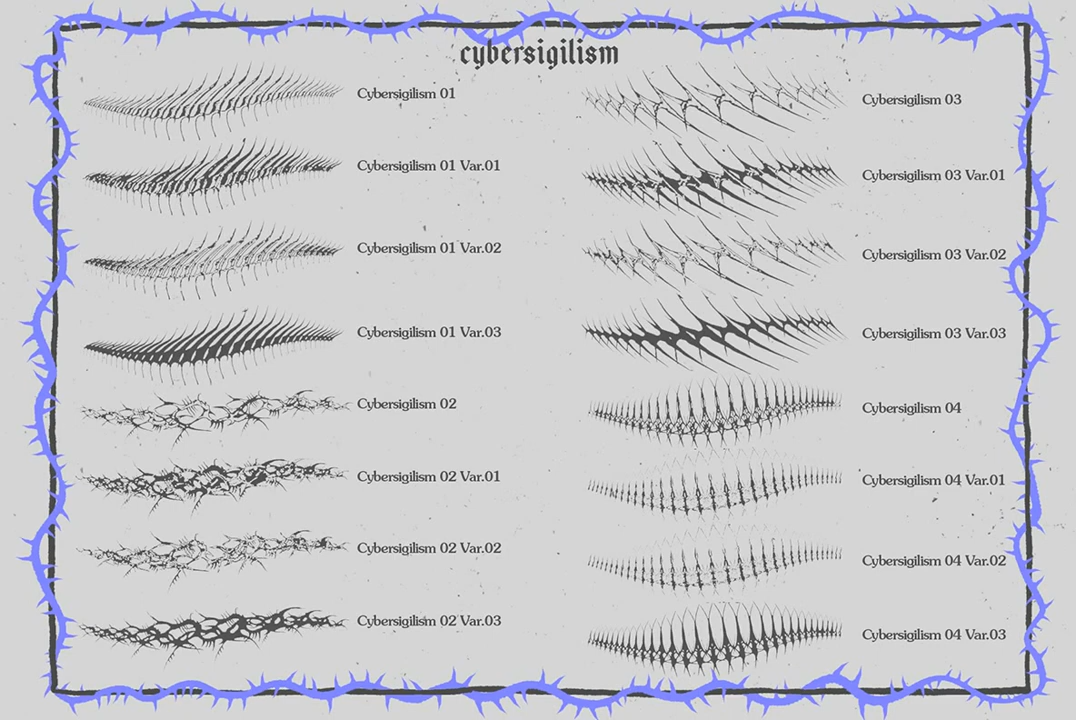 cybersigilism
Cybersigilism 01
Cybersigilism 01 Var.01
Cybersigilism 01 Var.02
Cybersigilism 01 Var.03
Cybersigilism 02
Cybersigilism 02 Var.01
Cybersigilism 02 Var.02
Cybersigilism 02 Var.03
Cybersigilism 03
Cybersigilism 03 Var.01
Cybersigilism 03 Var.02
Cybersigilism 03 Var.03
Cybersigilism 04
Cybersigilism 04 Var.01
Cybersigilism 04 Var.02
Cybersigilism 04 Var.03